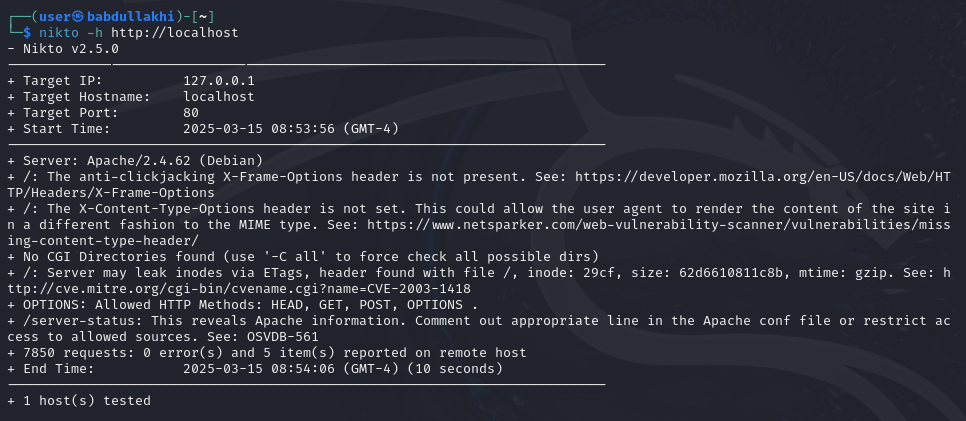 ┌──(user㉿babdullakhi)-[~]
└─$ nikto -h http://localhost
- Nikto v2.5.0
---------------------------------------------------------------------------
+ Target IP:          127.0.0.1
+ Target Hostname:    localhost
+ Target Port:        80
+ Start Time:         2025-03-15 08:53:56 (GMT-4)
---------------------------------------------------------------------------
+ Server: Apache/2.4.62 (Debian)
+ /: The anti-clickjacking X-Frame-Options header is not present. See: https://developer.mozilla.org/en-US/docs/Web/HT
TP/Headers/X-Frame-Options
+ /: The X-Content-Type-Options header is not set. This could allow the user agent to render the content of the site i
n a different fashion to the MIME type. See: https://www.netsparker.com/web-vulnerability-scanner/vulnerabilities/miss
ing-content-type-header/
+ No CGI Directories found (use '-C all' to force check all possible dirs)
+ /: Server may leak inodes via ETags, header found with file /, inode: 29cf, size: 62d6610811c8b, mtime: gzip. See: h
ttp://cve.mitre.org/cgi-bin/cvename.cgi?name=CVE-2003-1418
+ OPTIONS: Allowed HTTP Methods: HEAD, GET, POST, OPTIONS .
+ /server-status: This reveals Apache information. Comment out appropriate line in the Apache conf file or restrict ac
cess to allowed sources. See: OSVDB-561
+ 7850 requests: 0 error(s) and 5 item(s) reported on remote host
+ End Time:           2025-03-15 08:54:06 (GMT-4) (10 seconds)
---------------------------------------------------------------------------
+ 1 host(s) tested